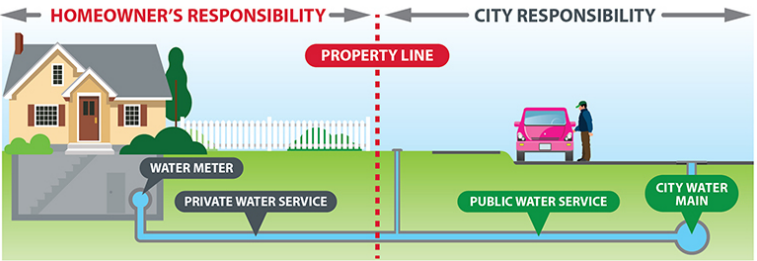 HOMEOWNER'S RESPONSIBILITY
CITY RESPONSIBILITY
PROPERTY LINE
WATER METER
PRIVATE WATER SERVICE
PUBLIC WATER SERVICE
CITY WATER
MAIN